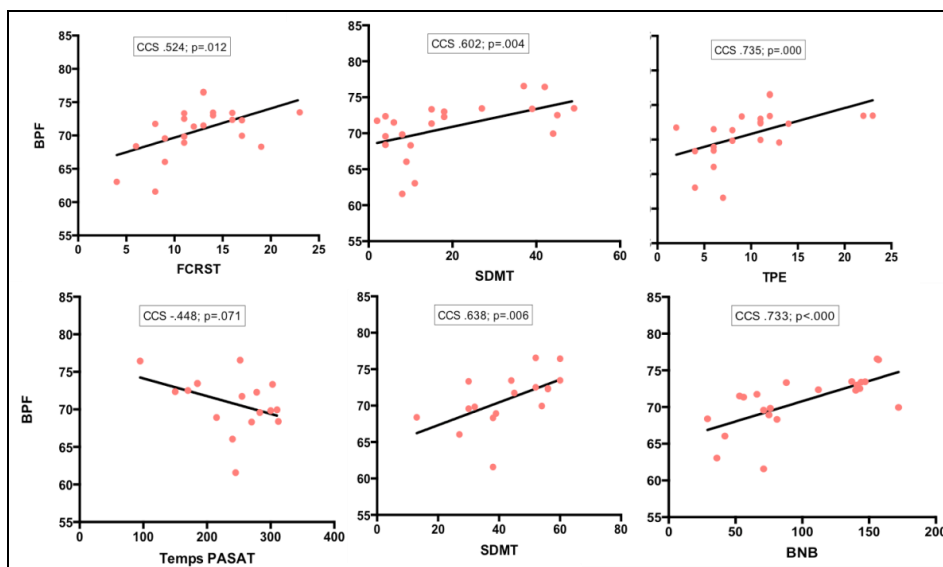 CCS .524; p=.012
85
80
75
70
65
60
55
BPF
0 5 10 15 20 25
FCRST
CCS .602; p=.004
85
80
75
70
65
60
55
0 20 40 60
SDMT
CCS .735; p=.000
0 5 10 15 20 25
TPE
CCS -.448; p=.071
85
80
75
70
65
60
55
BPF
0 100 200 300 400
Temps PASAT
CCS .638; p=.006
85
80
75
70
65
60
55
0 20 40 60 80
SDMT
CCS .733; p<.000
85
80
75
70
65
60
55
0 50 100 150 200
BNB